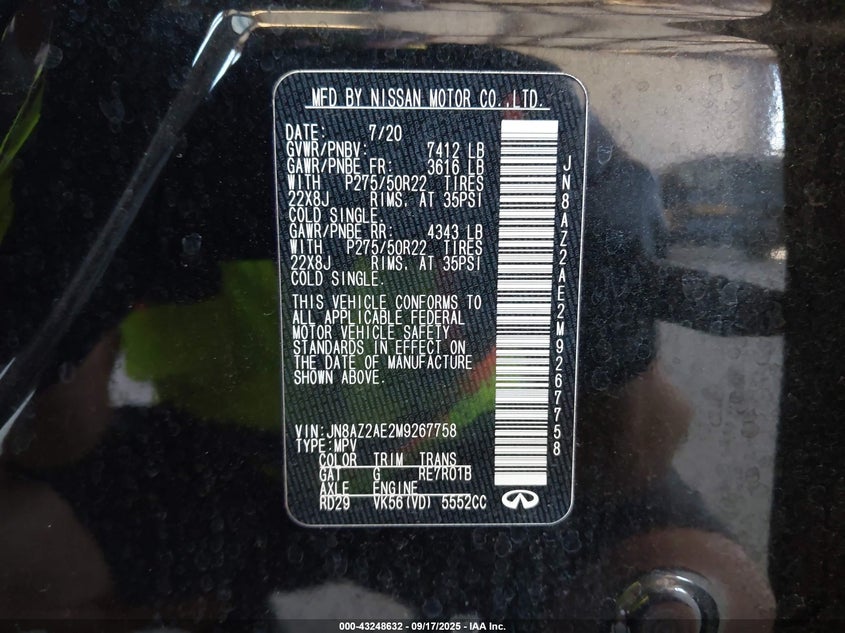 MFD BY NISSAN MOTOR CO.,LTD.
DATE: 7/20
GVWR/PNBV: 7412 LB
GAWR/PNBE FR: 3616 LB
WITH P275/50R22 TIRES
22X8J RIMS. AT 35PSI
COLD SINGLE.
GAWR/PNBE RR: 4343 LB
WITH P275/50R22 TIRES
22X8J RIMS. AT 35PSI
COLD SINGLE.
THIS VEHICLE CONFORMS TO
ALL APPLICABLE FEDERAL
MOTOR VEHICLE SAFETY
STANDARDS IN EFFECT ON
THE DATE OF MANUFACTURE
SHOWN ABOVE.
VIN:JN8AZ2AE2M9267758
TYPE:MPV
COLOR TRIM TRANS
GAT G RE7R01B
AXLE ENGINE
RD29 VK56(VD) 5552CC
JN8AZ2AE2M9267758
000-43248632 - 09/17/2025 - IAA Inc.